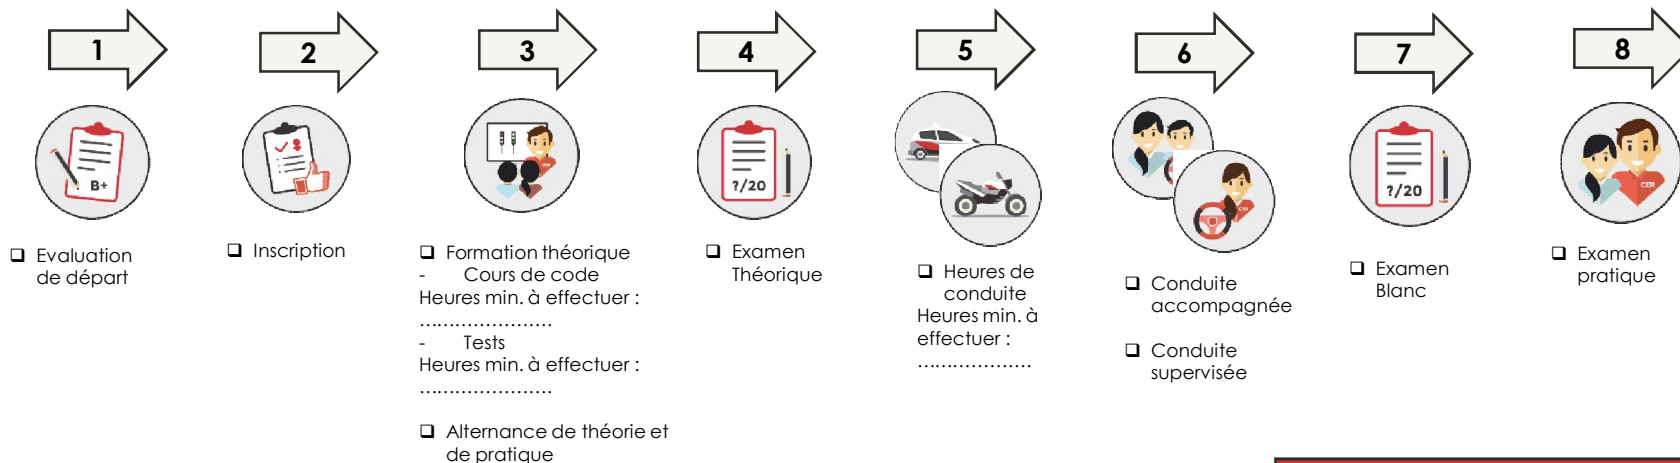 1
2
3
4
5
6
7
8
B+
?/20
?/20
CER
❑ Evaluation
de départ
❑ Inscription
❑ Formation théorique
- Cours de code
Heures min. à effectuer :
………………….
- Tests
Heures min. à effectuer :
………………….
❑ Alternance de théorie et
de pratique
❑ Examen
Théorique
❑ Heures de
conduite
Heures min. à
effectuer :
……………….
❑ Conduite
accompagnée
❑ Conduite
supervisée
❑ Examen
Blanc
❑ Examen
pratique